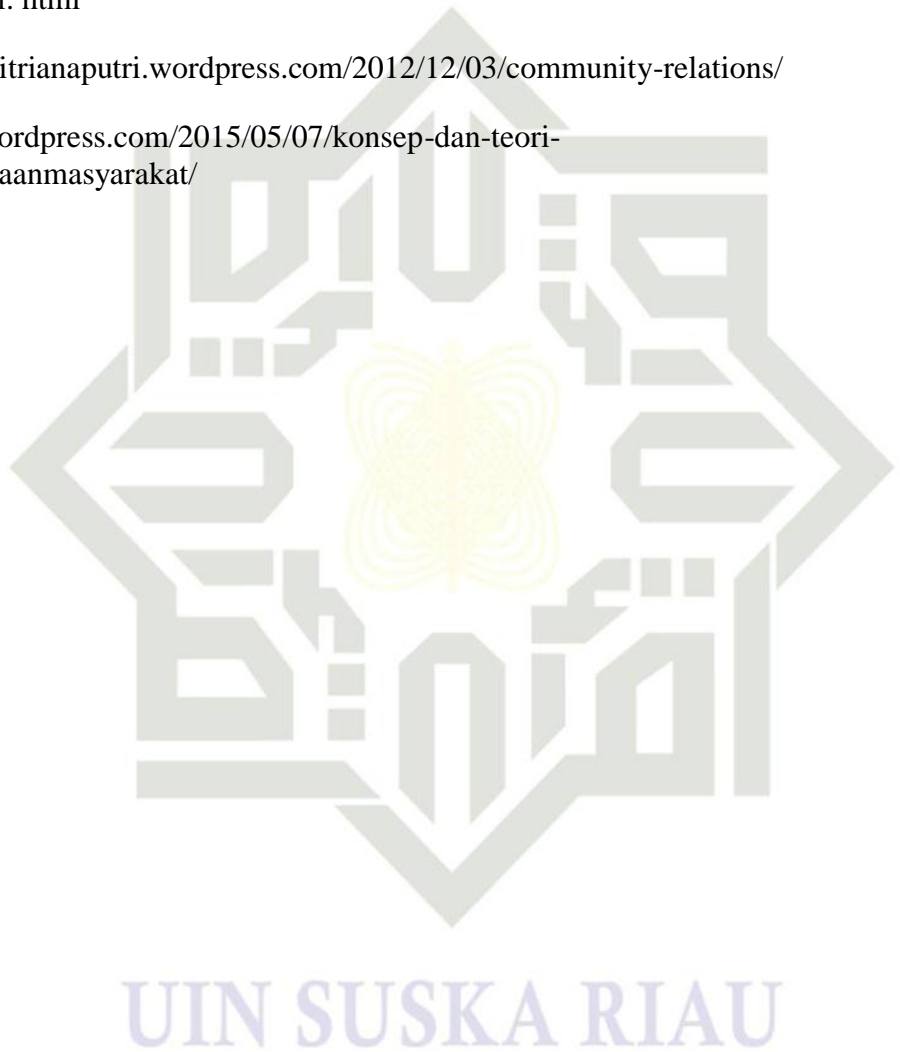 itrianaputri.wordpress.com/2012/12/03/community-relations/
ordpress.com/2015/05/07/konsep-dan-teori-
aanmasyarakat/
UIN SUSKA RIAU